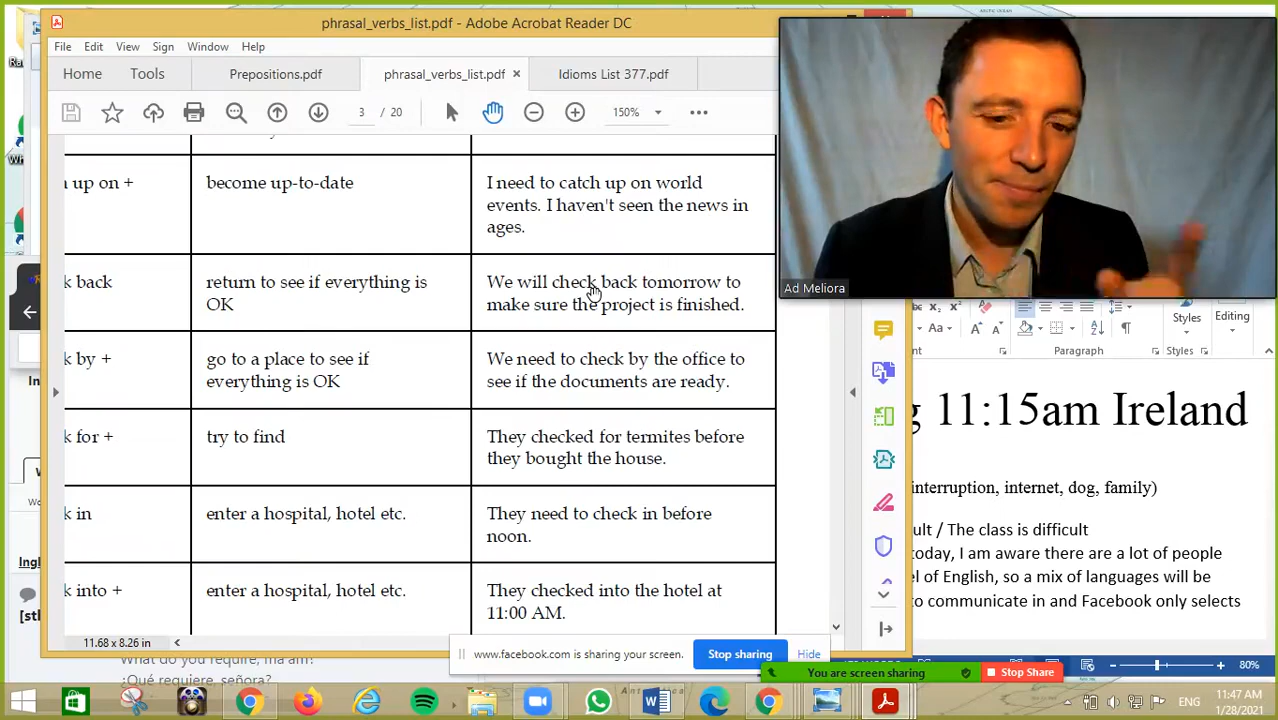 phrasal_verbs_list.pdf - Adobe Acrobat Reader DC
File Edit View Sign Window Help
Home Tools Prepositions.pdf phrasal_verbs_list.pdf × Idioms List 377.pdf
3 / 20 150%
up on + become up-to-date I need to catch up on world
events. I haven't seen the news in
ages.
k back return to see if everything is We will check back tomorrow to
OK make sure the project is finished.
k by + go to a place to see if We need to check by the office to
everything is OK see if the documents are ready.
k for + try to find They checked for termites before
they bought the house.
k in enter a hospital, hotel etc. They need to check in before
noon.
k into + enter a hospital, hotel etc. They checked into the hotel at
11:00 AM.
11.68 x 8.26 in
Ad Meliora
Styles Editing
Aa
Paragraph Styles
g 11:15am Ireland
interruption, internet, dog, family)
ult / The class is difficult
today, I am aware there are a lot of people
el of English, so a mix of languages will be
to communicate in and Facebook only selects
80%
www.facebook.com is sharing your screen. Stop sharing Hide
You are screen sharing Stop Share
What do you require, ma'am?
¿Qué requiere, señora?
[stl
Ingl
In
ENG
11:47 AM
1/28/2021